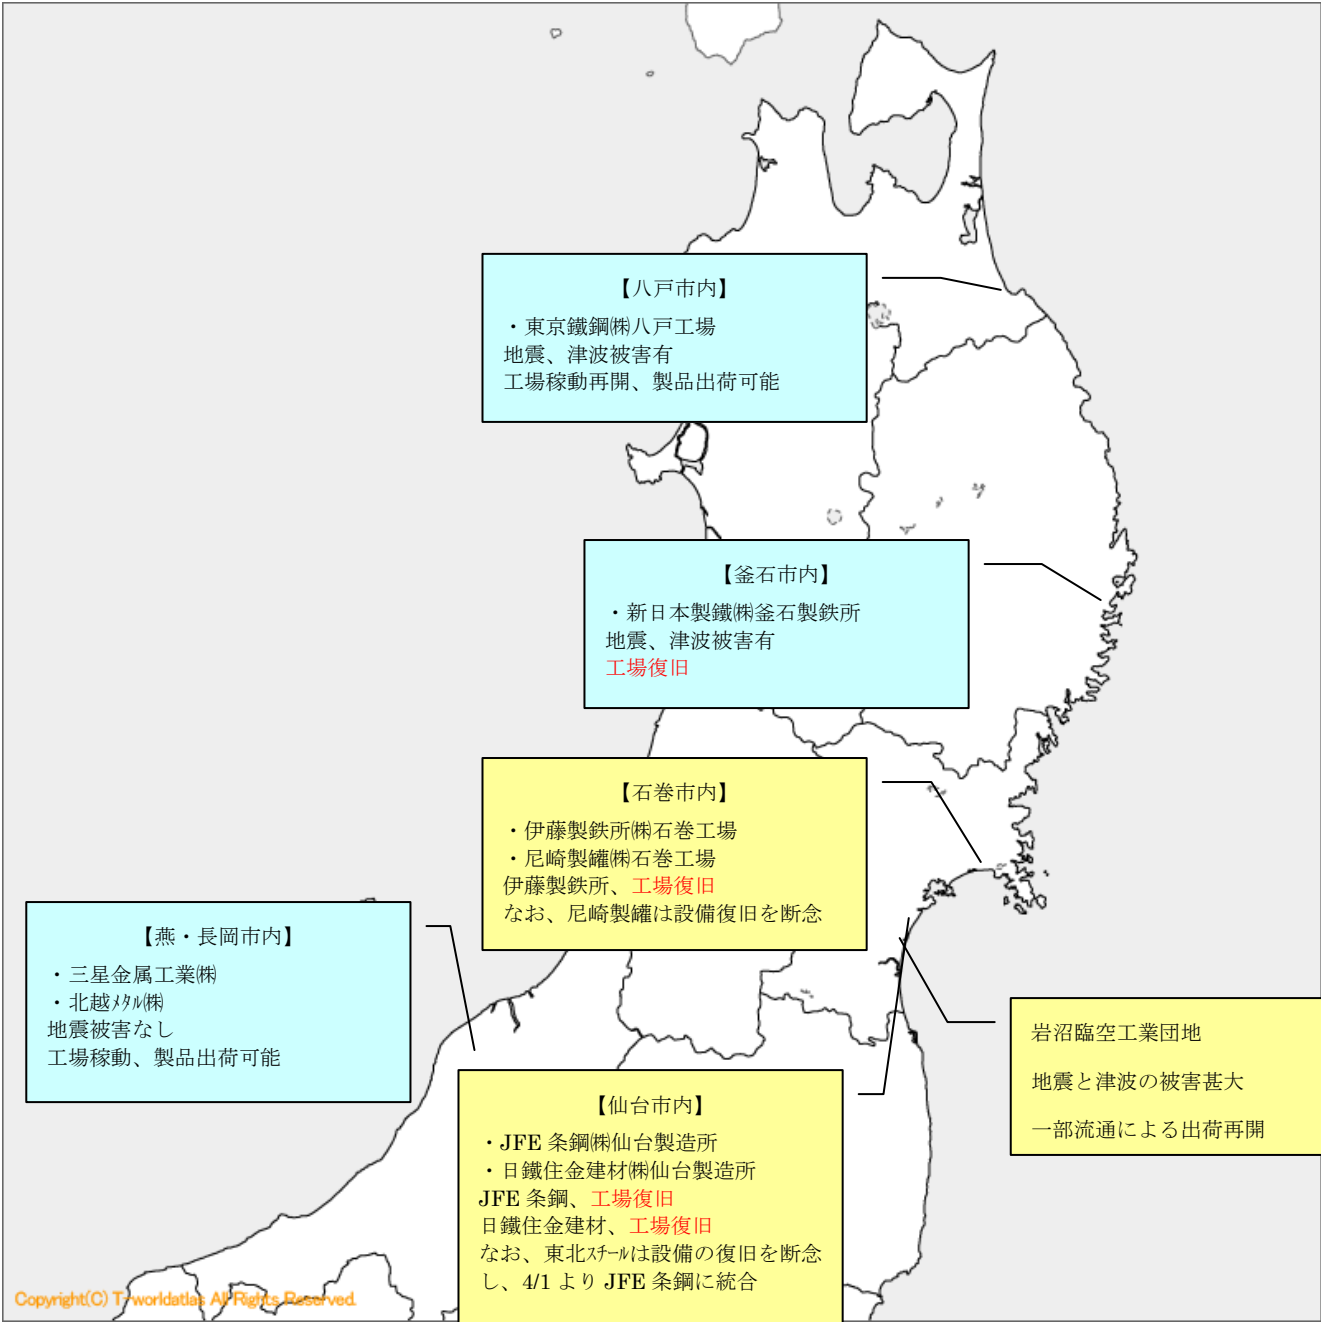 【八戸市内】
・東京鐵鋼㈱八戸工場
地震、津波被害有
工場稼動再開、製品出荷可能
【釜石市内】
・新日本製鐵㈱釜石製鉄所
地震、津波被害有
工場復旧
【石巻市内】
・伊藤製鉄所㈱石巻工場
・尼崎製罐㈱石巻工場
伊藤製鉄所、工場復旧
なお、尼崎製罐は設備復旧を断念
【燕・長岡市内】
・三星金属工業㈱
・北越ﾒﾀﾙ㈱
地震被害なし
工場稼動、製品出荷可能
岩沼臨空工業団地
地震と津波の被害甚大
一部流通による出荷再開
【仙台市内】
・JFE 条鋼㈱仙台製造所
・日鐵住金建材㈱仙台製造所
JFE 条鋼、工場復旧
日鐵住金建材、工場復旧
なお、東北ｽﾁｰﾙは設備の復旧を断念
し、4/1 より JFE 条鋼に統合
Copyright(C) T-worldatlas All Rights Reserved.